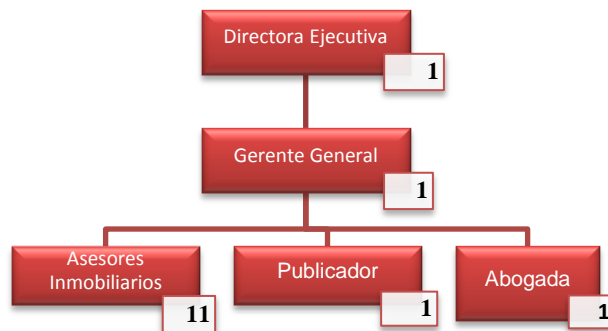 Directora Ejecutiva
1
Gerente General
1
Asesores
Inmobiliarios
11
Publicador
1
Abogada
1